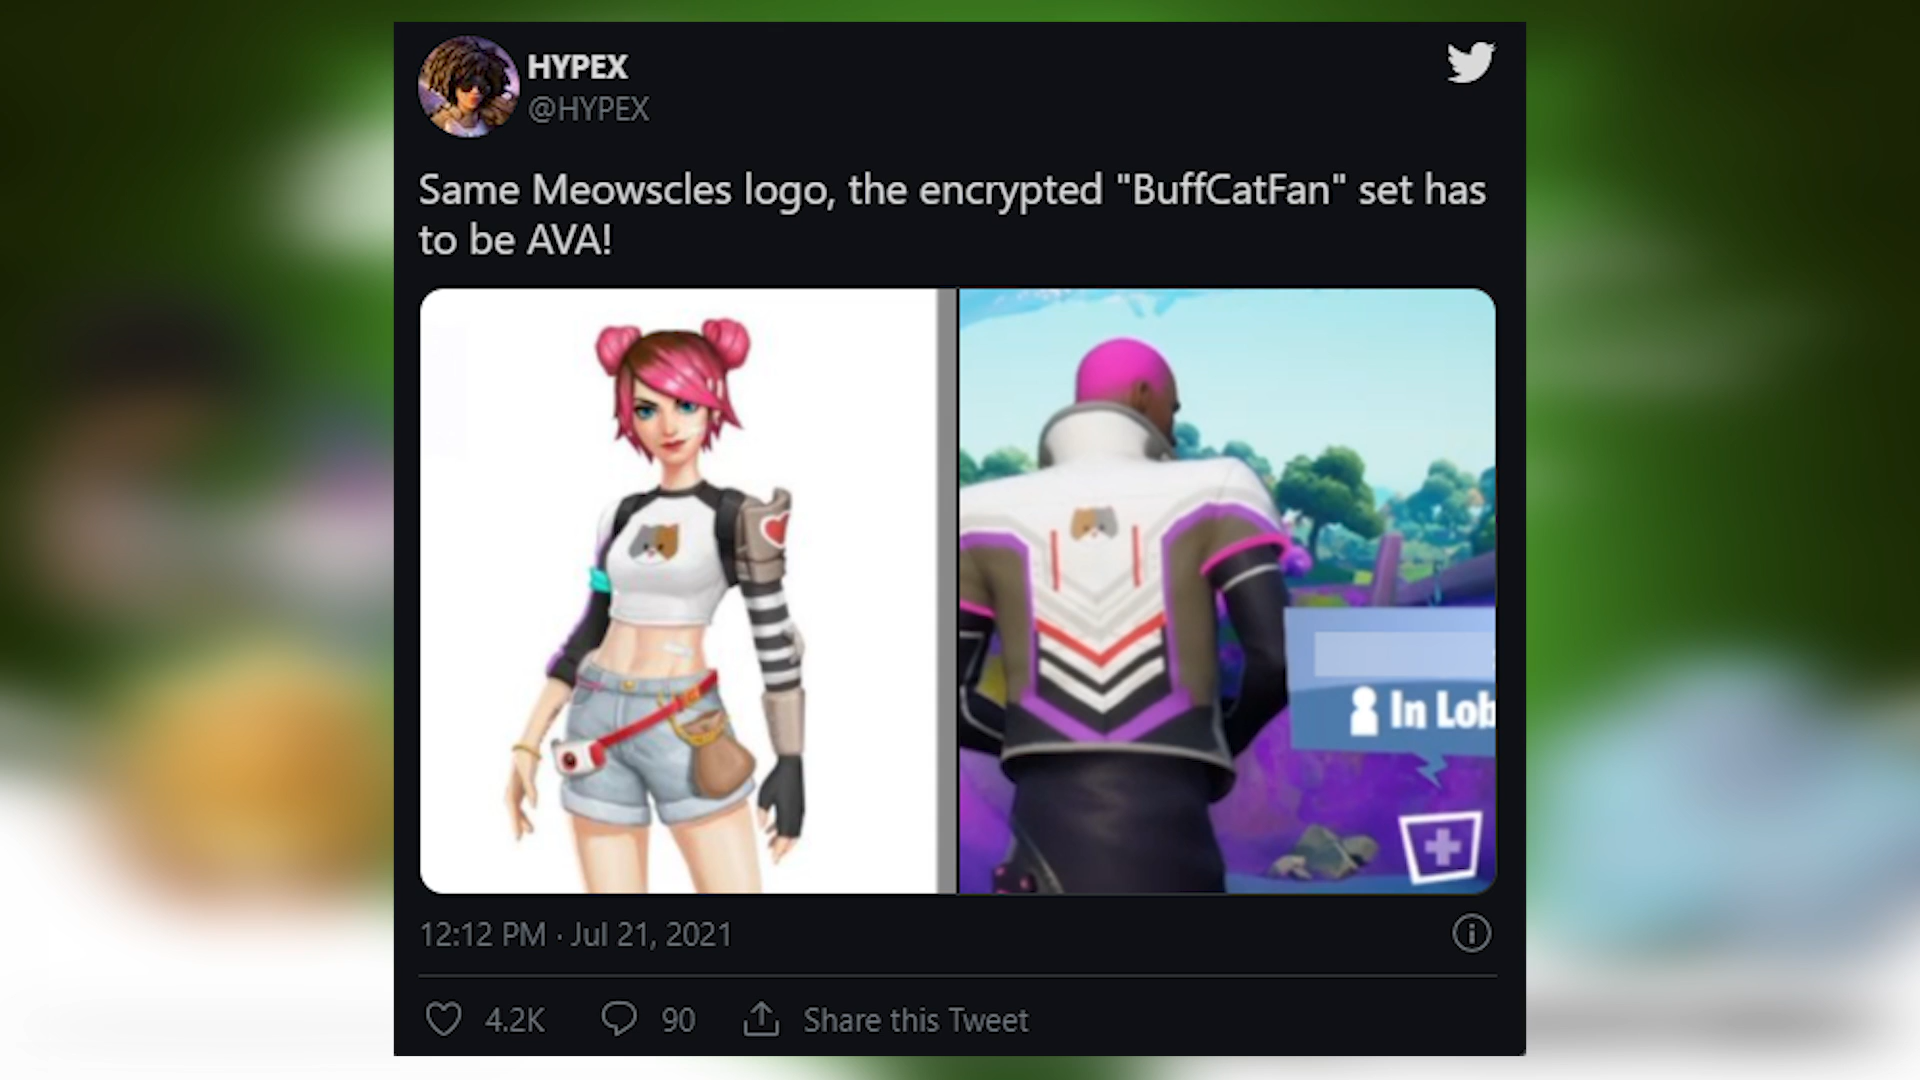 HYPEX
@HYPEX
Same Meowscles logo, the encrypted "BuffCatFan" set has
to be AVA!
In Lob
12:12 PM · Jul 21, 2021
4.2K
90
Share this Tweet